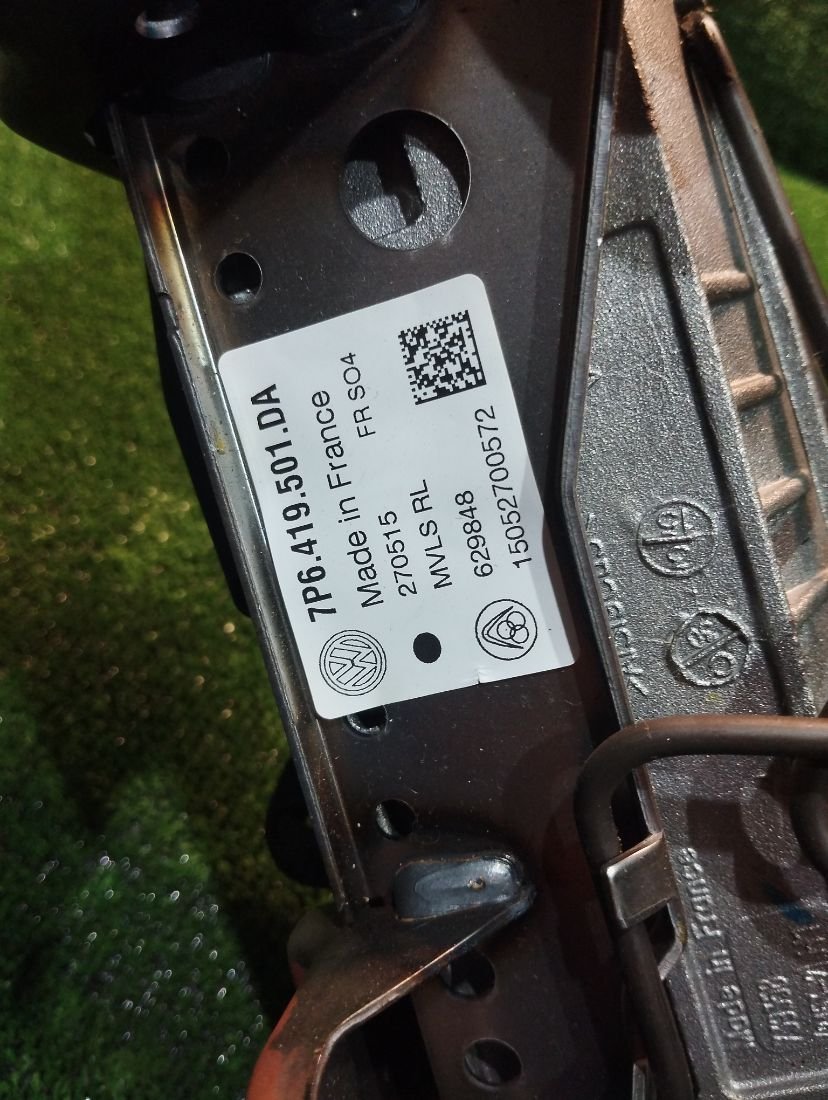 7P6.419.501.DA
Made in France
FR SO4
270515
MVLS RL
629848
15052700572
Made in France